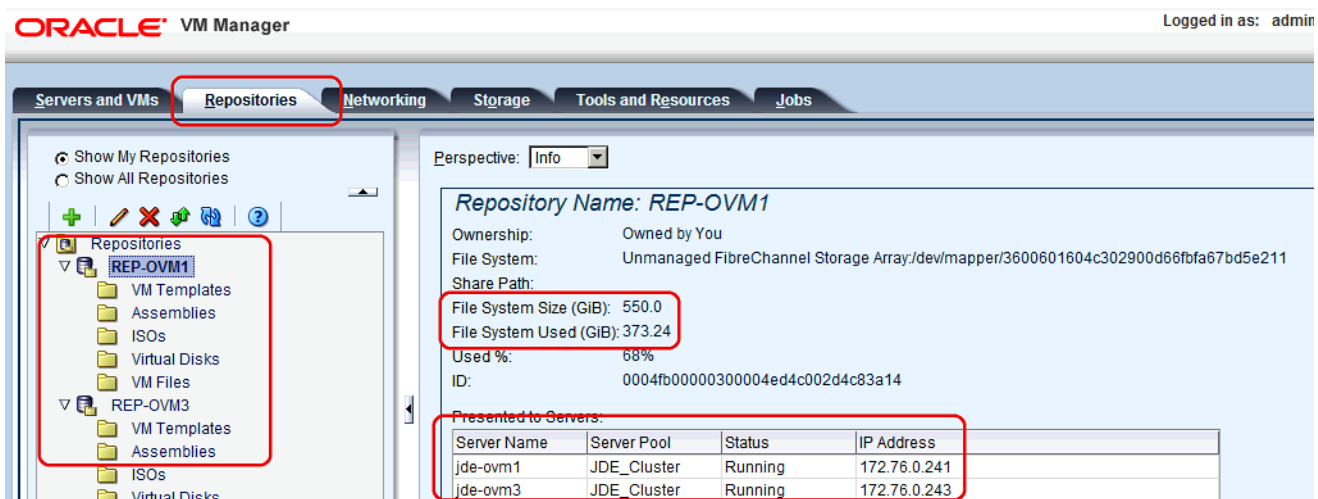 ORACLE VM Manager
Logged in as: admin
Servers and VMs Repositories Networking Storage Tools and Resources Jobs
Show My Repositories
Show All Repositories
Repositories
REP-OVM1
VM Templates
Assemblies
ISOs
Virtual Disks
VM Files
REP-OVM3
VM Templates
Assemblies
ISOs
Virtual Disks
Perspective: Info
Repository Name: REP-OVM1
Ownership: Owned by You
File System: Unmanaged FibreChannel Storage Array:/dev/mapper/3600601604c302900d66fbfa67bd5e211
Share Path:
File System Size (GiB): 550.0
File System Used (GiB): 373.24
Used %: 68%
ID: 0004fb00000300004ed4c002d4c83a14
Presented to Servers:
Server Name Server Pool Status IP Address
jde-ovm1 JDE_Cluster Running 172.76.0.241
jde-ovm3 JDE_Cluster Running 172.76.0.243